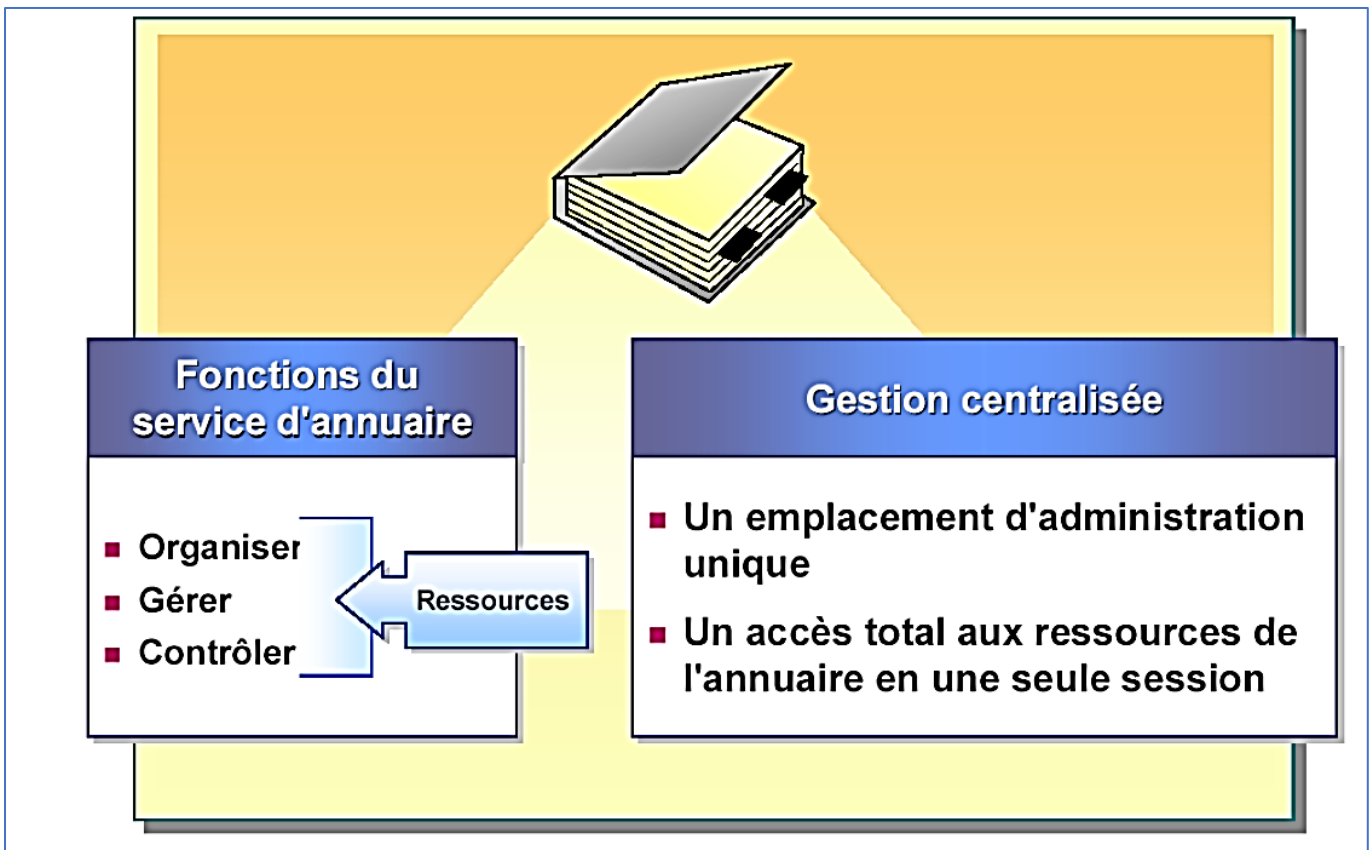 Fonctions du
service d'annuaire
■ Organiser
■ Gérer
■ Contrôler
Ressources
Gestion centralisée
■ Un emplacement d'administration
unique
■ Un accès total aux ressources de
l'annuaire en une seule session